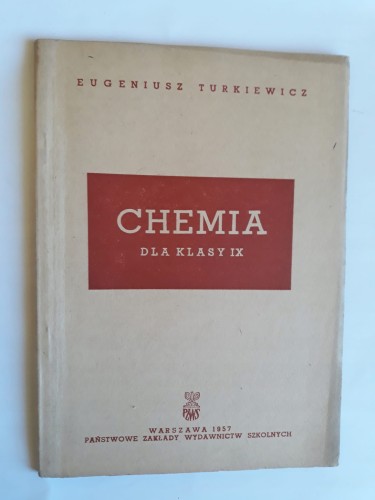 EUGENIUSZ TURKIEWICZ
CHEMIA
DLA KLASY IX
PZWS
WARSZAWA 1957
PAŃSTWOWE ZAKŁADY WYDAWNICTW SZKOLNYCH